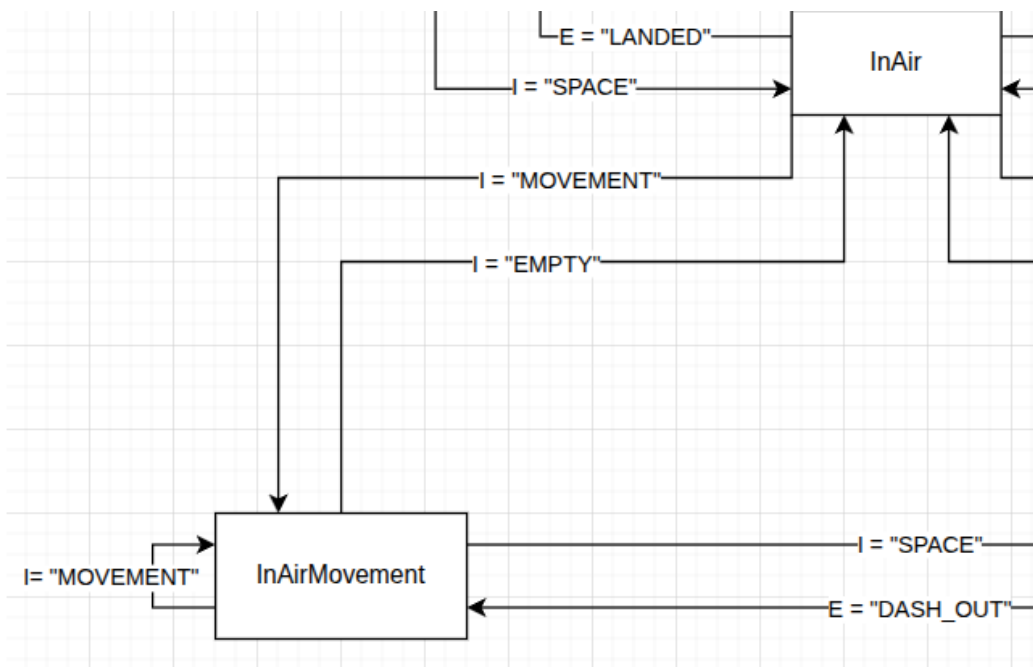 E = "LANDED"
InAir
I = "SPACE"
I = "MOVEMENT"
I = "EMPTY"
I = "SPACE"
InAirMovement
I= "MOVEMENT"
E = "DASH_OUT"